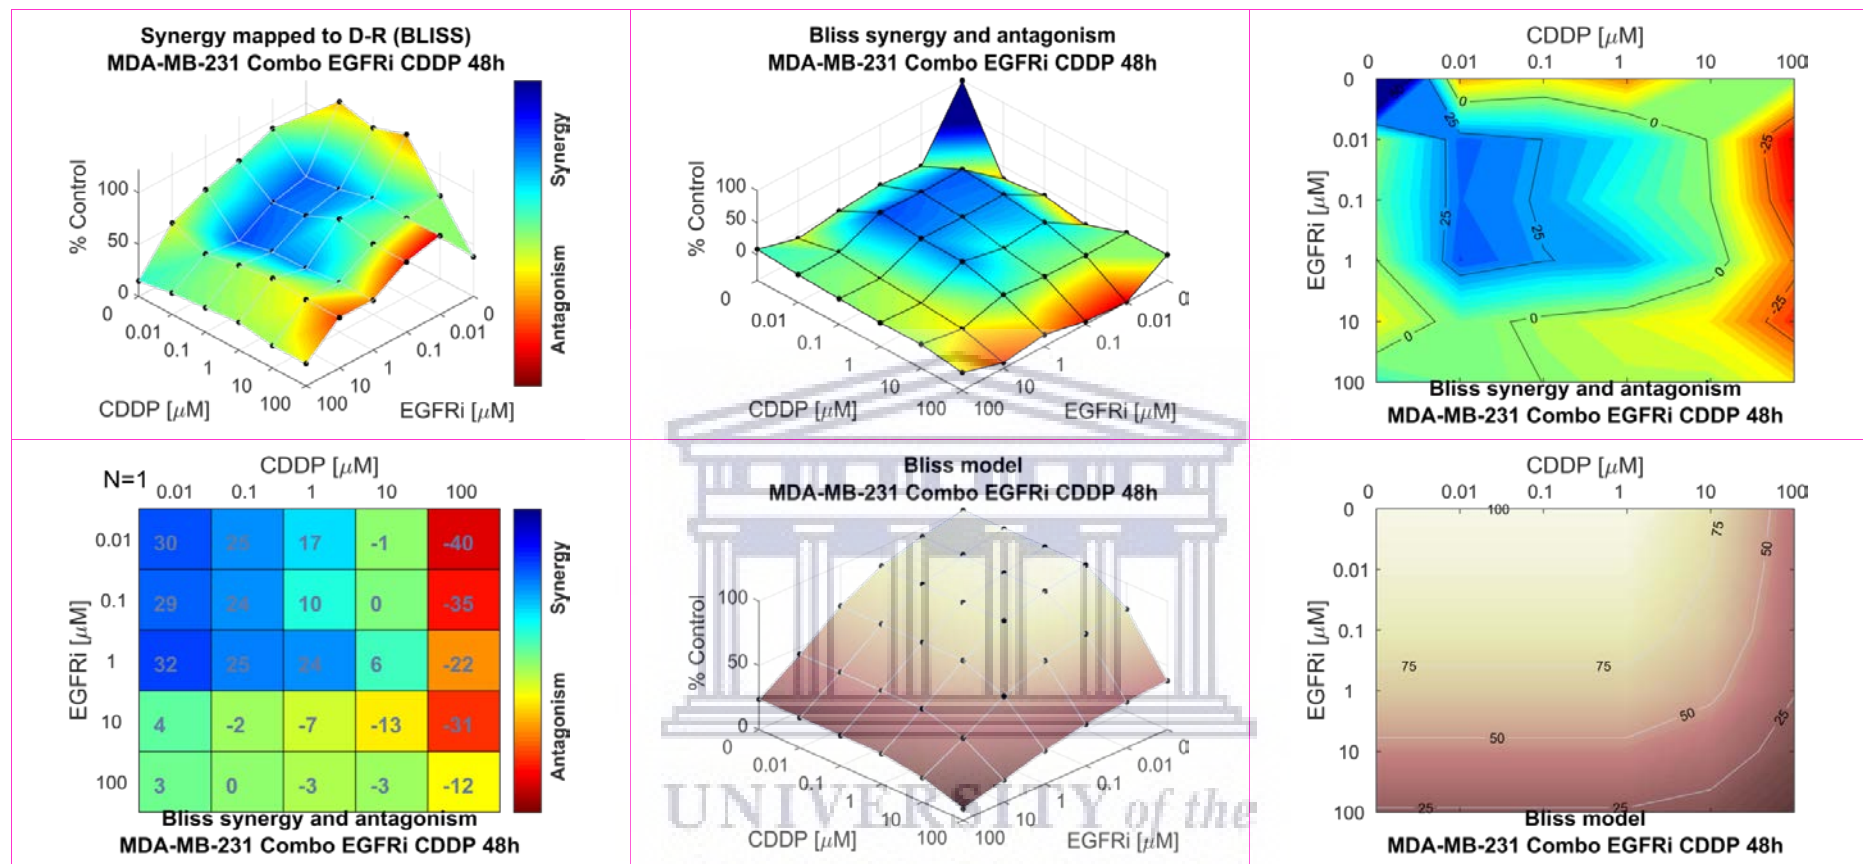 Synergy mapped to D-R (BLISS)
MDA-MB-231 Combo EGFRi CDDP 48h
% Control
100
50
0
0
0.01
0.1
1
10
100
CDDP [µM]
100
10
1
0.1
0.01
0
EGFRi [µM]
Synergy
Antagonism
Bliss synergy and antagonism
MDA-MB-231 Combo EGFRi CDDP 48h
% Control
100
50
0
0
0.01
0.1
1
10
100
CDDP [µM]
100
10
1
0.1
0.01
EGFRi [µM]
CDDP [µM]
0 0.01 0.1 1 10 100
EGFRi [µM]
0
0.01
0.1
1
10
100
0
25
0
-25
25
25
0
-25
0
0
Bliss synergy and antagonism
MDA-MB-231 Combo EGFRi CDDP 48h
CDDP [µM]
N=1
0.01 0.1 1 10 100
EGFRi [µM]
0.01 30 25 17 -1 -40
0.1 29 24 10 0 -35
1 32 25 24 6 -22
10 4 -2 -7 -13 -31
100 3 0 -3 -3 -12
Synergy
Antagonism
Bliss synergy and antagonism
MDA-MB-231 Combo EGFRi CDDP 48h
Bliss model
MDA-MB-231 Combo EGFRi CDDP 48h
% Control
100
50
0
0
0.01
0.1
1
10
100
CDDP [µM]
100
10
1
0.1
0.01
EGFRi [µM]
UNIVERSITY of the
CDDP [µM]
0 0.01 0.1 1 10 100
EGFRi [µM]
0
0.01
0.1
1
10
100
100
75
50
75
75
50
50
25
25
25
Bliss model
MDA-MB-231 Combo EGFRi CDDP 48h